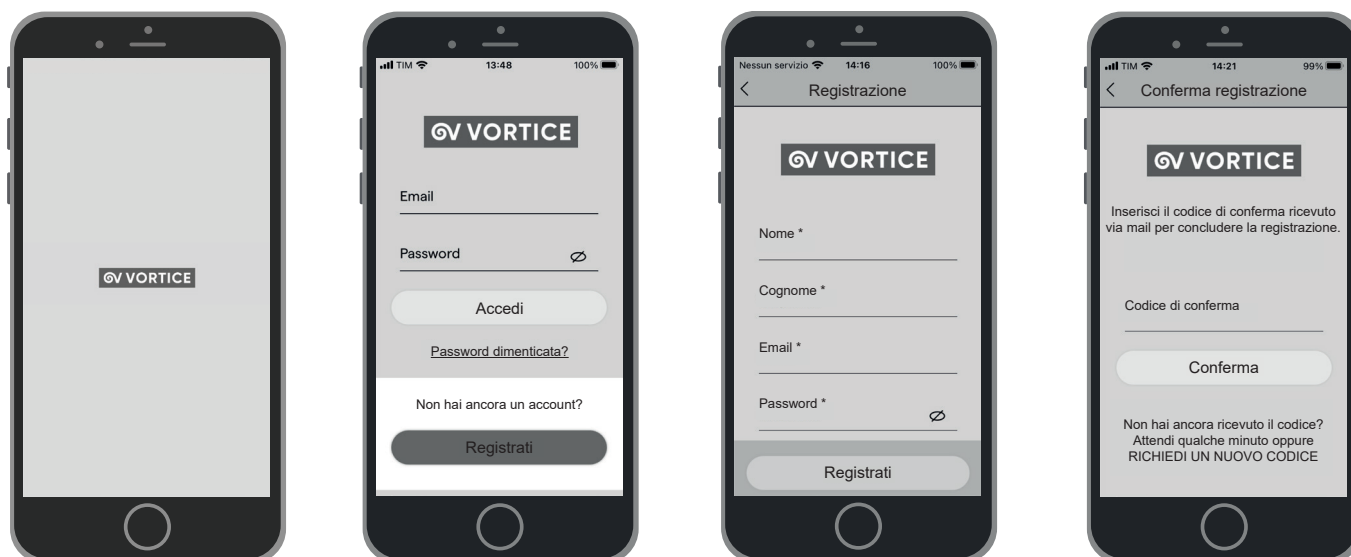 VORTICE
TIM 13:48 100%
VORTICE
Email
Password
Accedi
Password dimenticata?
Non hai ancora un account?
Registrati
Nessun servizio 14:16 100%
Registrazione
VORTICE
Nome *
Cognome *
Email *
Password *
Registrati
TIM 14:21 99%
Conferma registrazione
VORTICE
Inserisci il codice di conferma ricevuto
via mail per concludere la registrazione.
Codice di conferma
Conferma
Non hai ancora ricevuto il codice?
Attendi qualche minuto oppure
RICHIEDI UN NUOVO CODICE